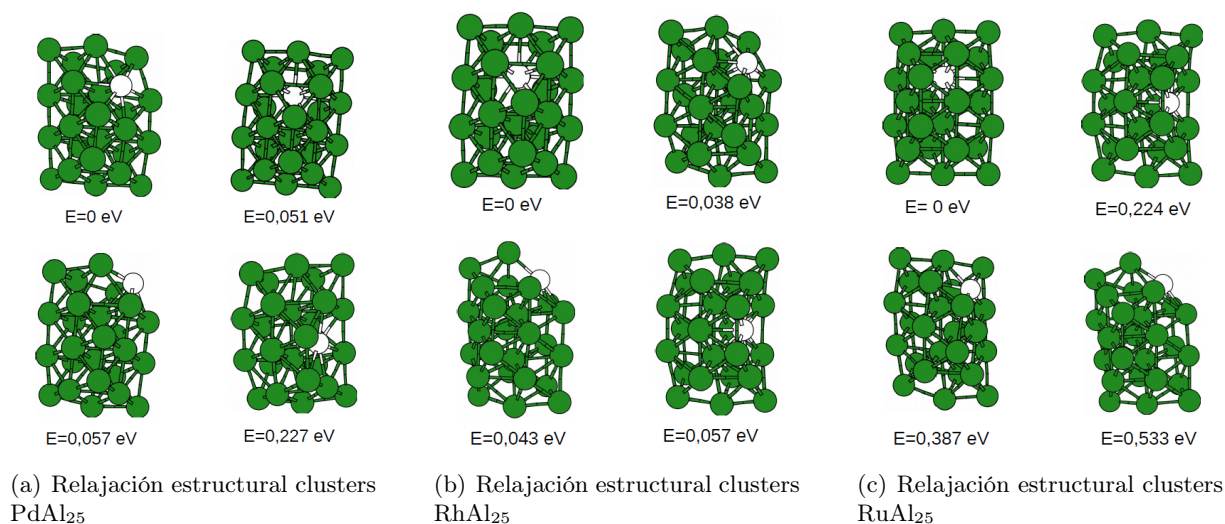 E=0 eV
E=0,051 eV
E=0,057 eV
E=0,227 eV
(a) Relajación estructural clusters
PdAl₂₅
E=0 eV
E=0,038 eV
E=0,043 eV
E=0,057 eV
(b) Relajación estructural clusters
RhAl₂₅
E= 0 eV
E=0,224 eV
E=0,387 eV
E=0,533 eV
(c) Relajación estructural clusters
RuAl₂₅